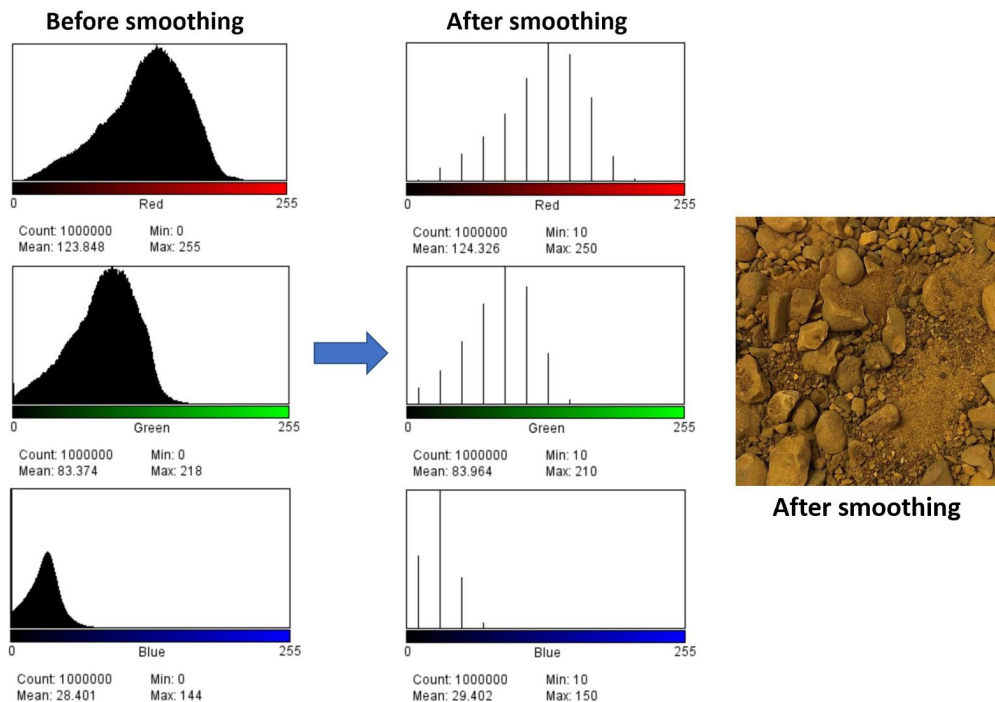 Before smoothing
After smoothing
0 255
Red
Count: 1000000 Min: 0
Mean: 123.848 Max: 255
0 255
Red
Count: 1000000 Min: 10
Mean: 124.326 Max: 250
0 255
Green
Count: 1000000 Min: 0
Mean: 83.374 Max: 218
0 255
Green
Count: 1000000 Min: 10
Mean: 83.964 Max: 210
0 255
Blue
Count: 1000000 Min: 0
Mean: 28.401 Max: 144
0 255
Blue
Count: 1000000 Min: 10
Mean: 29.402 Max: 150
After smoothing